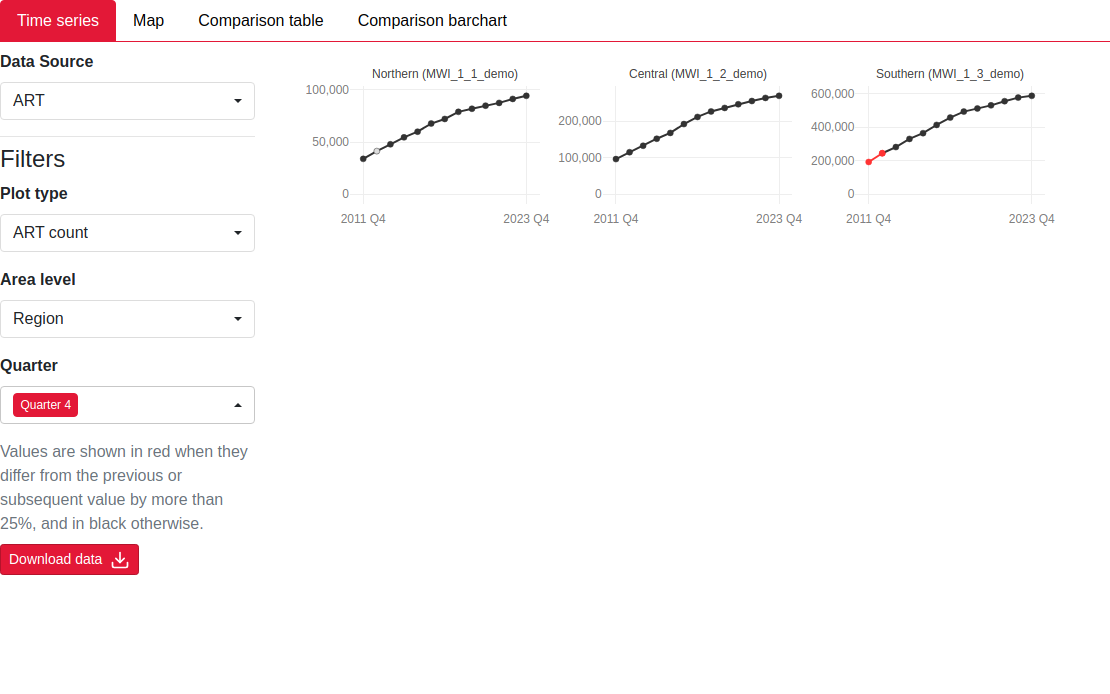 Time series
Map
Comparison table
Comparison barchart
Data Source
ART
Filters
Plot type
ART count
Area level
Region
Quarter
Quarter 4
Values are shown in red when they
differ from the previous or
subsequent value by more than
25%, and in black otherwise.
Download data
Northern (MWI_1_1_demo)
100,000
50,000
0
2011 Q4
2023 Q4
Central (MWI_1_2_demo)
200,000
100,000
0
2011 Q4
2023 Q4
Southern (MWI_1_3_demo)
600,000
400,000
200,000
0
2011 Q4
2023 Q4